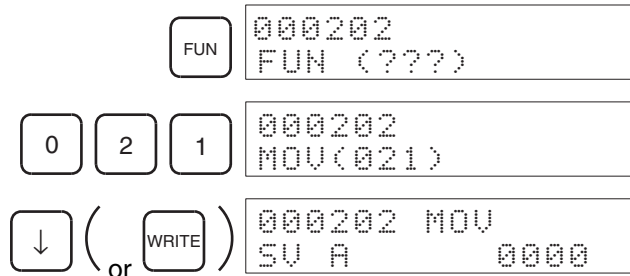 FUN
000202
FUN (???)
0 2 1
000202
MOV(021)
↓ ( or WRITE )
000202 MOV
SV A 0000